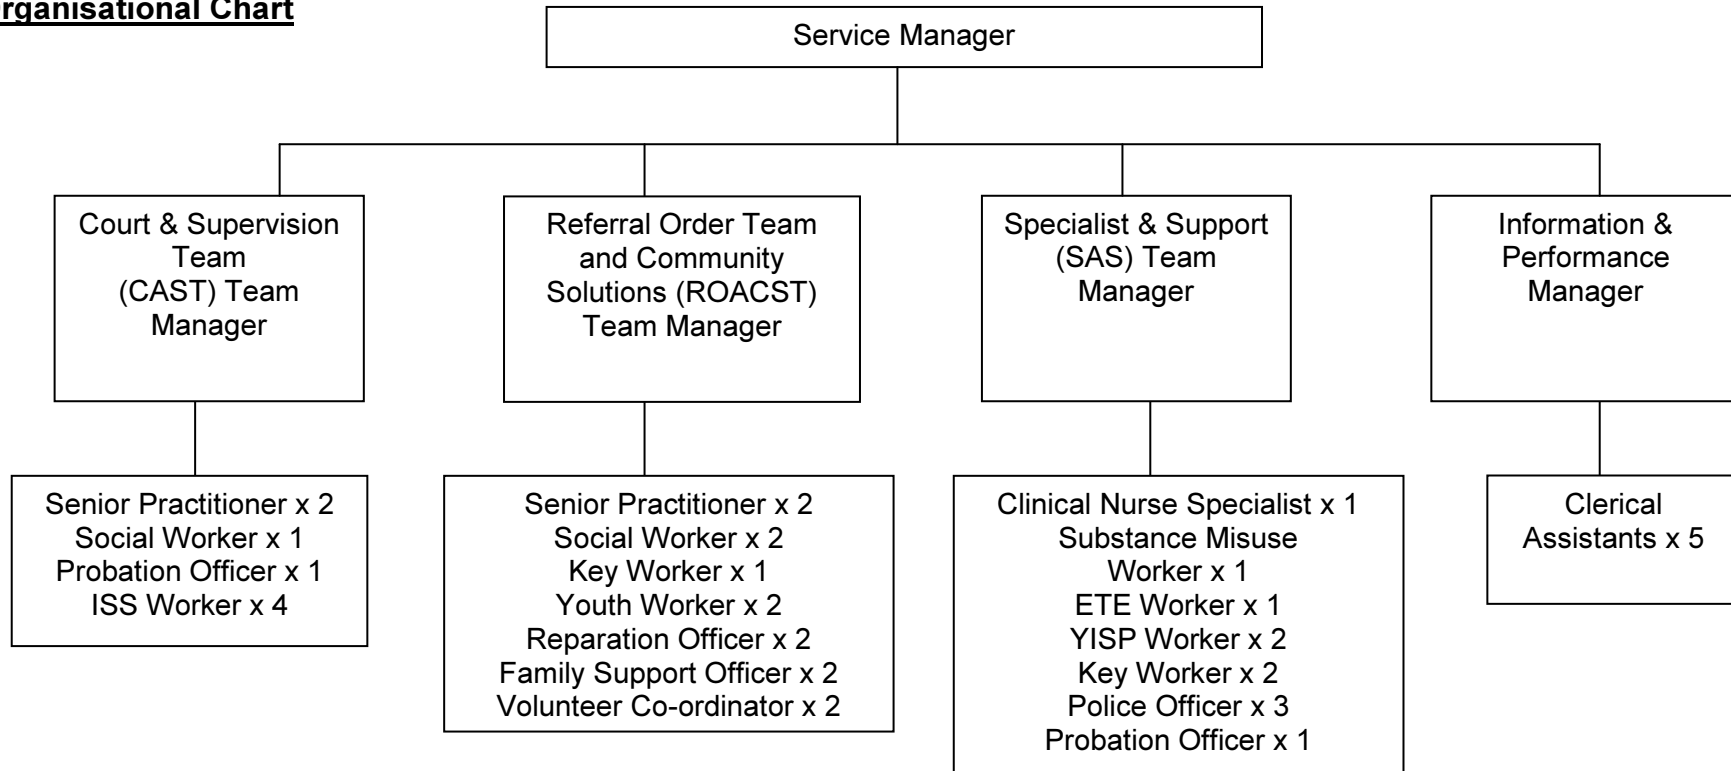 Organisational Chart
Service Manager
Court & Supervision
Team
(CAST) Team
Manager
Referral Order Team
and Community
Solutions (ROACST)
Team Manager
Specialist & Support
(SAS) Team
Manager
Information &
Performance
Manager
Senior Practitioner x 2
Social Worker x 1
Probation Officer x 1
ISS Worker x 4
Senior Practitioner x 2
Social Worker x 2
Key Worker x 1
Youth Worker x 2
Reparation Officer x 2
Family Support Officer x 2
Volunteer Co-ordinator x 2
Clinical Nurse Specialist x 1
Substance Misuse
Worker x 1
ETE Worker x 1
YISP Worker x 2
Key Worker x 2
Police Officer x 3
Probation Officer x 1
Clerical
Assistants x 5